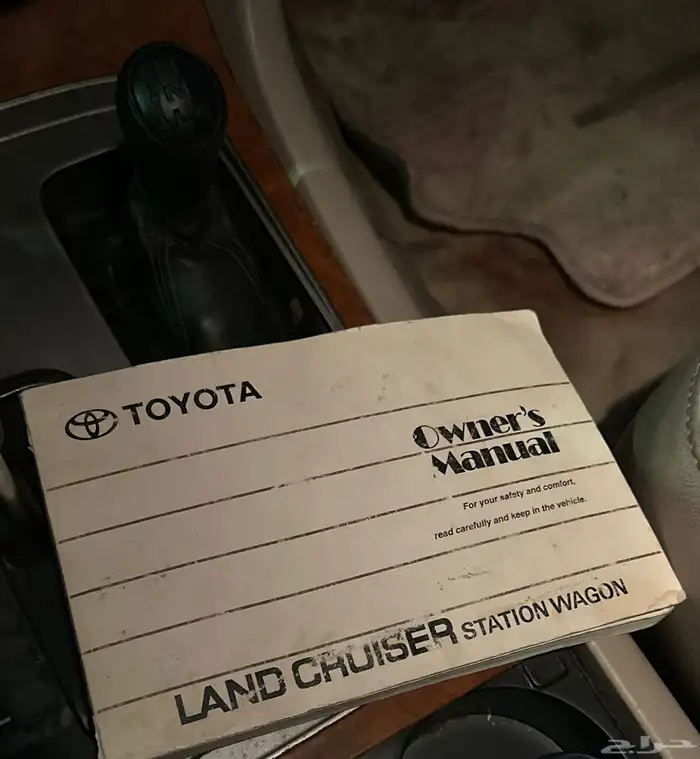 TOYOTA
Owner's
Manual
For your safety and comfort,
read carefully and keep in the vehicle.
LAND CRUISER STATION WAGON
حراج